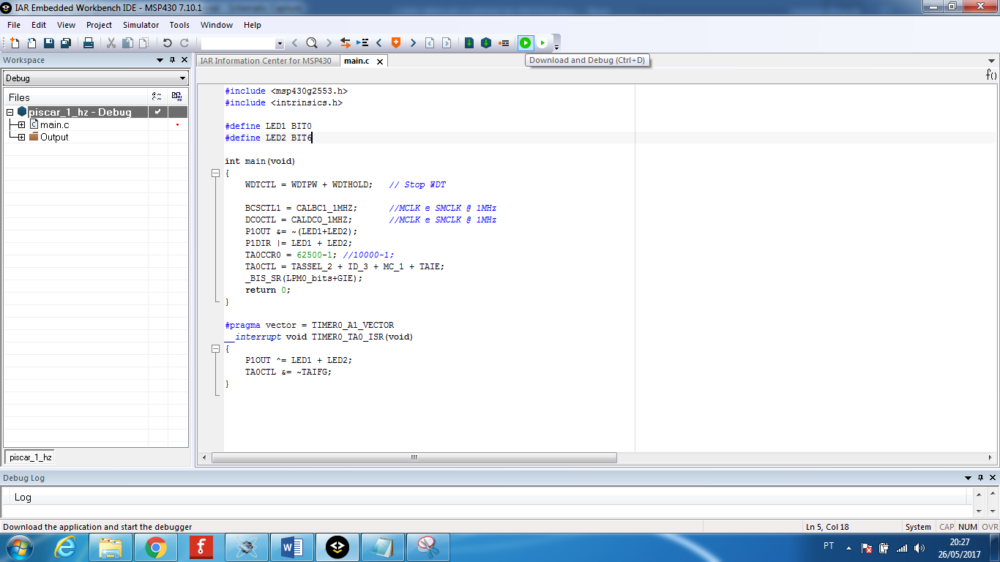 IAR Embedded Workbench IDE - MSP430 7.10.1
File Edit View Project Simulator Tools Window Help
Workspace
IAR Information Center for MSP430 main.c
Download and Debug (Ctrl+D)
Debug
f()
Files
piscar_1_hz - Debug
main.c
Output
#include <msp430g2553.h>
#include <intrinsics.h>
#define LED1 BIT0
#define LED2 BIT6
int main(void)
{
WDTCTL = WDTPW + WDTHOLD; // Stop WDT
BCSCTL1 = CALBC1_1MHZ; //MCLK e SMCLK @ 1MHz
DCOCTL = CALDCO_1MHZ; //MCLK e SMCLK @ 1MHz
P1OUT &= ~(LED1+LED2);
P1DIR |= LED1 + LED2;
TA0CCR0 = 62500-1; //10000-1;
TA0CTL = TASSEL_2 + ID_3 + MC_1 + TAIE;
_BIS_SR(LPM0_bits+GIE);
return 0;
}
#pragma vector = TIMER0_A1_VECTOR
__interrupt void TIMER0_TA0_ISR(void)
{
P1OUT ^= LED1 + LED2;
TA0CTL &= ~TAIFG;
}
piscar_1_hz
Debug Log
Log
Download the application and start the debugger
Ln 5, Col 18 System CAP NUM OVR
PT
20:27
26/05/2017